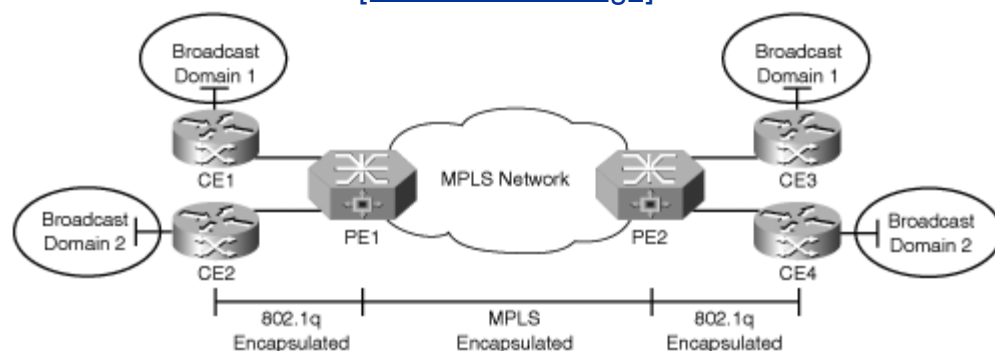 Broadcast
Domain 1
Broadcast
Domain 1
CE1
MPLS Network
CE3
Broadcast
Domain 2
PE1
PE2
Broadcast
Domain 2
CE2
CE4
802.1q
Encapsulated
MPLS
Encapsulated
802.1q
Encapsulated